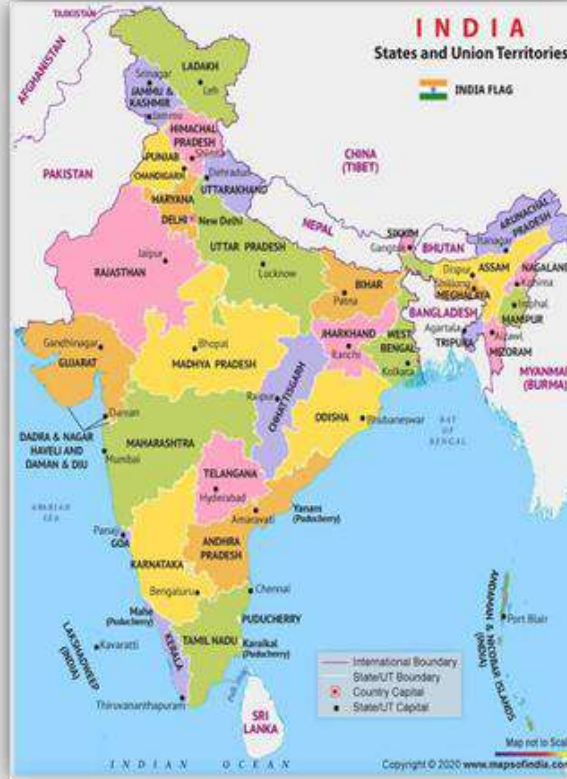 INDIA
States and Union Territories
INDIA FLAG
TAJIKISTAN
AFGHANISTAN
PAKISTAN
CHINA
(TIBET)
NEPAL
BHUTAN
BANGLADESH
MYANMAR
(BURMA)
SRI
LANKA
LADAKH
Leh
Srinagar
JAMMU &
KASHMIR
Jammu
HIMACHAL
PRADESH
Shimla
PUNJAB
CHANDIGARH
Dehradun
UTTARAKHAND
HARYANA
DELHI
New Delhi
UTTAR PRADESH
Lucknow
RAJASTHAN
Jaipur
BIHAR
Patna
SIKKIM
Gangtok
ARUNACHAL
PRADESH
Itanagar
ASSAM
Dispur
NAGALAND
Kohima
Shillong
MEGHALAYA
Imphal
MANIPUR
Agartala
TRIPURA
Aizawl
MIZORAM
Gandhinagar
GUJARAT
Bhopal
MADHYA PRADESH
JHARKHAND
Ranchi
WEST
BENGAL
Kolkata
Raipur
CHHATTISGARH
ODISHA
Bhubaneswar
Daman
DADRA & NAGAR
HAVELI AND
DAMAN & DIU
MAHARASHTRA
Mumbai
TELANGANA
Hyderabad
Amaravati
Yanam
(Puducherry)
ANDHRA
PRADESH
Panaji
GOA
KARNATAKA
Bengaluru
Chennai
Mahe
(Puducherry)
PUDUCHERRY
KERALA
TAMIL NADU
Karaikal
(Puducherry)
Thiruvananthapuram
LAKSHADWEEP
(INDIA)
Kavaratti
ANDAMAN & NICOBAR ISLANDS
(INDIA)
Port Blair
ARABIAN
SEA
BAY
OF
BENGAL
INDIAN OCEAN
International Boundary
State/UT Boundary
Country Capital
State/UT Capital
Map not to Scale
Copyright © 2020 www.mapsofindia.com